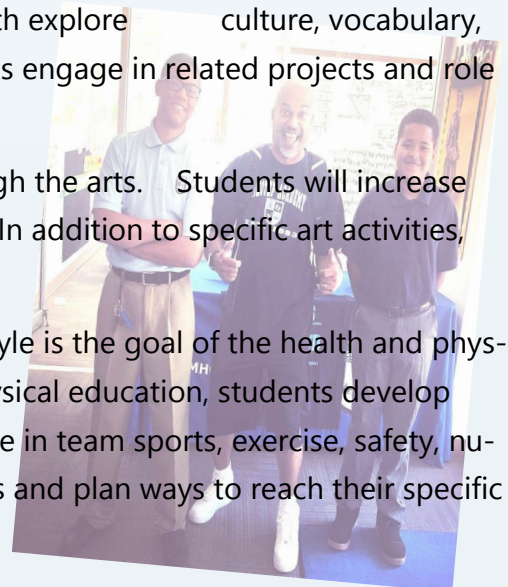 th explore culture, vocabulary,
s engage in related projects and role
gh the arts. Students will increase
In addition to specific art activities,
yle is the goal of the health and phys-
ysical education, students develop
e in team sports, exercise, safety, nu-
s and plan ways to reach their specific